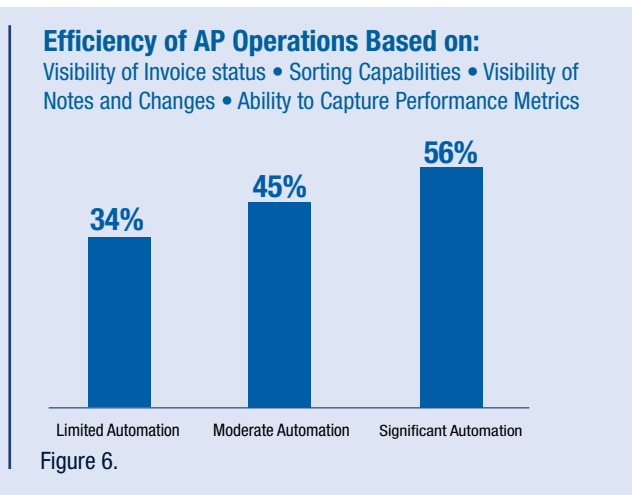 Efficiency of AP Operations Based on:
Visibility of Invoice status • Sorting Capabilities • Visibility of
Notes and Changes • Ability to Capture Performance Metrics
34%
45%
56%
Limited Automation
Moderate Automation
Significant Automation
Figure 6.